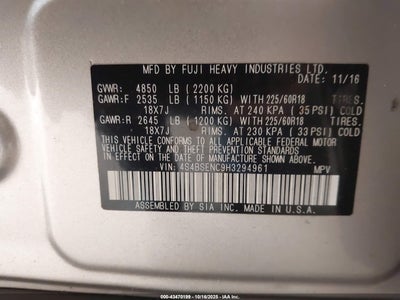 MFD BY FUJI HEAVY INDUSTRIES LTD.
DATE: 11/16
GVWR: 4850 LB (2200 KG)
GAWR:F 2535 LB (1150 KG) WITH 225/60R18 TIRES.
18X7J RIMS. AT 240 KPA (35 PSI) COLD
GAWR:R 2645 LB (1200 KG) WITH 225/60R18 TIRES.
18X7J RIMS. AT 230 KPA (33 PSI) COLD
THIS VEHICLE CONFORMS TO ALL APPLICABLE FEDERAL MOTOR
VEHICLE SAFETY, BUMPER AND THEFT PREVENTION STANDARDS
IN EFFECT ON THE DATE OF MANUFACTURE SHOWN ABOVE.
VIN: 4S4BSENC9H3294961 MPV
ASSEMBLED BY SIA INC. MADE IN U.S.A.
000-43470199 - 10/18/2025 - IAAI.COM